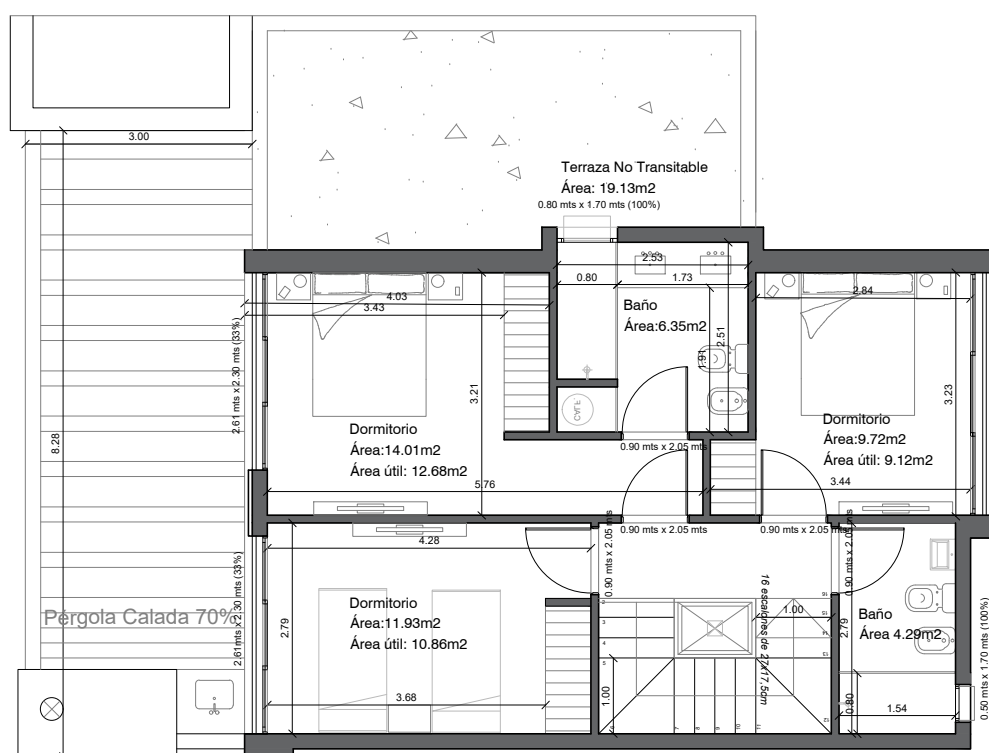 3.00
Terraza No Transitable
Área: 19.13m2
0.80 mts x 1.70 mts (100%)
2.53
0.80
1.73
4.03
3.43
2.84
Baño
Área:6.35m2
2.51
1.91
2.61 mts x 2.30 mts (33%)
3.21
3.23
CALF
Dormitorio
Área:14.01m2
Área útil: 12.68m2
Dormitorio
Área:9.72m2
Área útil: 9.12m2
0.90 mts x 2.05 mts
8.28
5.76
3.44
0.90 mts x 2.05 mts
0.90 mts x 2.05 mts
4.28
0.90 mts x 2.05 mts
0.90 mts x 2.05 mts
2.61mts x 2.30 mts (33%)
2.79
Pérgola Calada 70%
Dormitorio
Área:11.93m2
Área útil: 10.86m2
16 escalones de 27x17,5cm
1.00
2.79
Baño
Área 4.29m2
0.50 mts x 1.70 mts (100%)
3.68
1.00
0.80
1.54